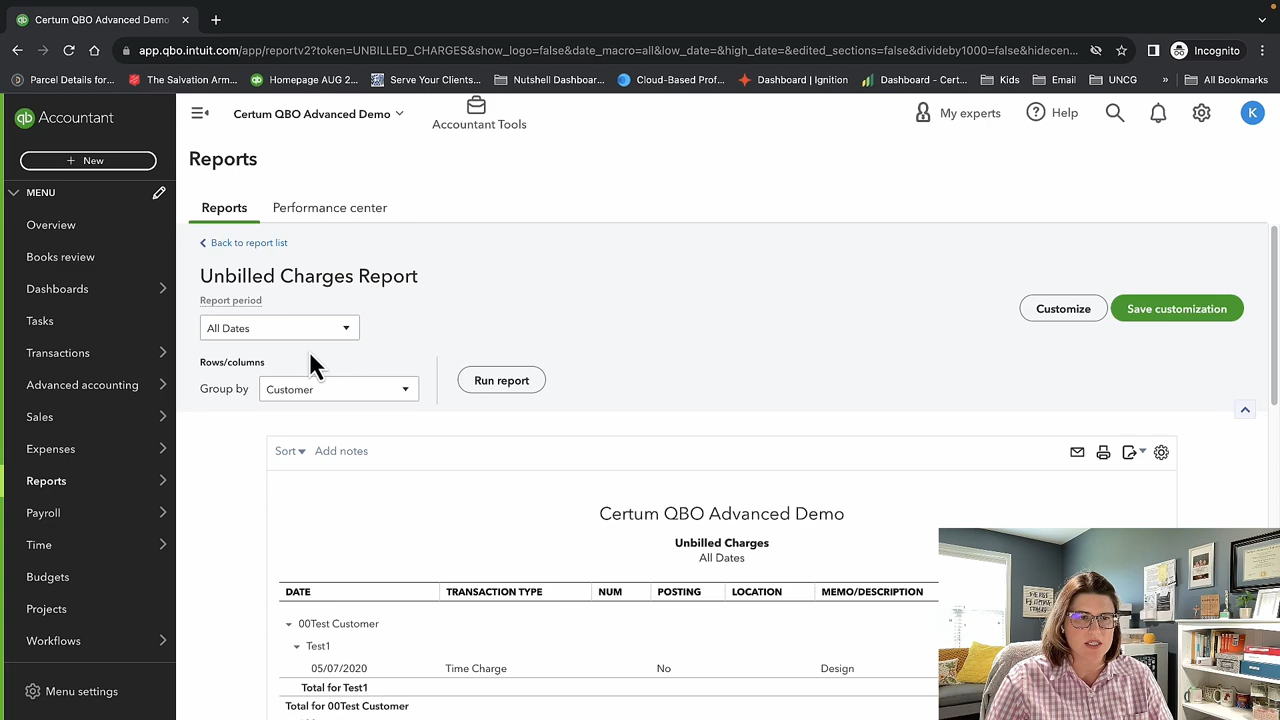 Certum QBO Advanced Demo
app.qbo.intuit.com/app/reportv2?token=UNBILLED_CHARGES&show_logo=false&date_macro=all&low_date=&high_date=&edited_sections=false&divideby1000=false&hidecen...
Incognito
Parcel Details for...
The Salvation Arm...
Homepage AUG 2...
Serve Your Clients...
Nutshell Dashboar...
Cloud-Based Prof...
Dashboard | Ignition
Dashboard - Cert...
Kids
Email
UNCG
»
All Bookmarks
qb Accountant
Certum QBO Advanced Demo
Accountant Tools
My experts
Help
K
+ New
MENU
Overview
Books review
Dashboards
Tasks
Transactions
Advanced accounting
Sales
Expenses
Reports
Payroll
Time
Budgets
Projects
Workflows
Menu settings
Reports
Reports
Performance center
Back to report list
Unbilled Charges Report
Report period
All Dates
Customize
Save customization
Rows/columns
Group by
Customer
Run report
Sort
Add notes
Certum QBO Advanced Demo
Unbilled Charges
All Dates
DATE TRANSACTION TYPE NUM POSTING LOCATION MEMO/DESCRIPTION
00Test Customer
Test1
05/07/2020 Time Charge No Design
Total for Test1
Total for 00Test Customer